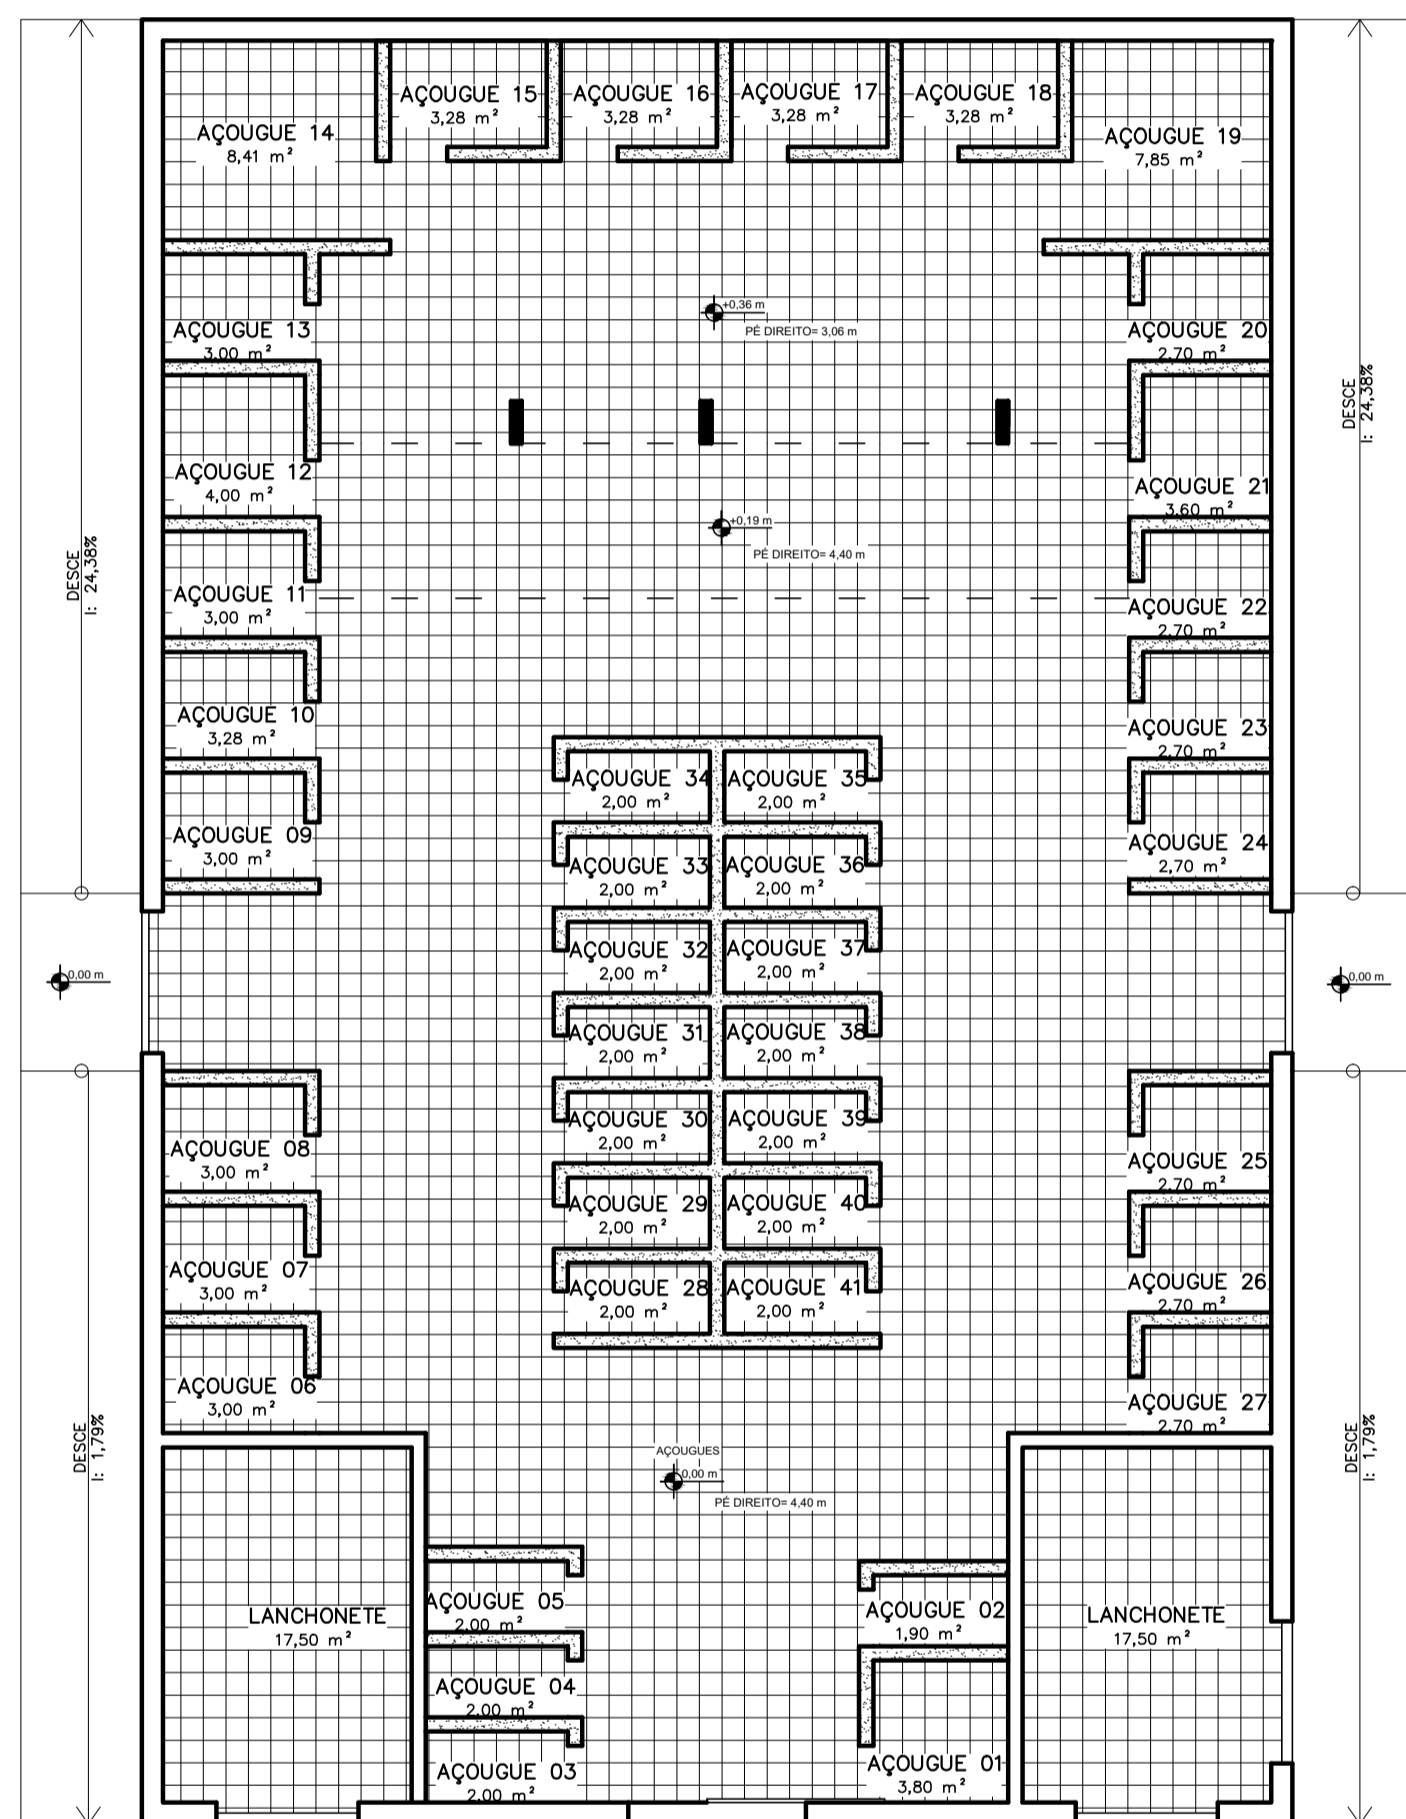 AÇOUGUE 14
8,41 m²
AÇOUGUE 15
3,28 m²
AÇOUGUE 16
3,28 m²
AÇOUGUE 17
3,28 m²
AÇOUGUE 18
3,28 m²
AÇOUGUE 19
7,85 m²
+0,36 m
PÉ DIREITO= 3,06 m
AÇOUGUE 13
3,00 m²
AÇOUGUE 20
2,70 m²
DESCE
I: 24,38%
AÇOUGUE 12
4,00 m²
AÇOUGUE 21
3,60 m²
+0,19 m
PÉ DIREITO= 4,40 m
DESCE
I: 24,38%
AÇOUGUE 11
3,00 m²
AÇOUGUE 22
2,70 m²
AÇOUGUE 10
3,28 m²
AÇOUGUE 23
2,70 m²
AÇOUGUE 34
2,00 m²
AÇOUGUE 35
2,00 m²
AÇOUGUE 09
3,00 m²
AÇOUGUE 24
2,70 m²
AÇOUGUE 33
2,00 m²
AÇOUGUE 36
2,00 m²
AÇOUGUE 32
2,00 m²
AÇOUGUE 37
2,00 m²
0,00 m
0,00 m
AÇOUGUE 31
2,00 m²
AÇOUGUE 38
2,00 m²
AÇOUGUE 30
2,00 m²
AÇOUGUE 39
2,00 m²
AÇOUGUE 08
3,00 m²
AÇOUGUE 25
2,70 m²
AÇOUGUE 29
2,00 m²
AÇOUGUE 40
2,00 m²
AÇOUGUE 07
3,00 m²
AÇOUGUE 26
2,70 m²
AÇOUGUE 28
2,00 m²
AÇOUGUE 41
2,00 m²
AÇOUGUE 06
3,00 m²
AÇOUGUE 27
2,70 m²
DESCE
I: 1,79%
DESCE
I: 1,79%
AÇOUGUES
0,00 m
PÉ DIREITO= 4,40 m
AÇOUGUE 05
2,00 m²
AÇOUGUE 02
1,90 m²
LANCHONETE
17,50 m²
LANCHONETE
17,50 m²
AÇOUGUE 04
2,00 m²
AÇOUGUE 03
2,00 m²
AÇOUGUE 01
3,80 m²